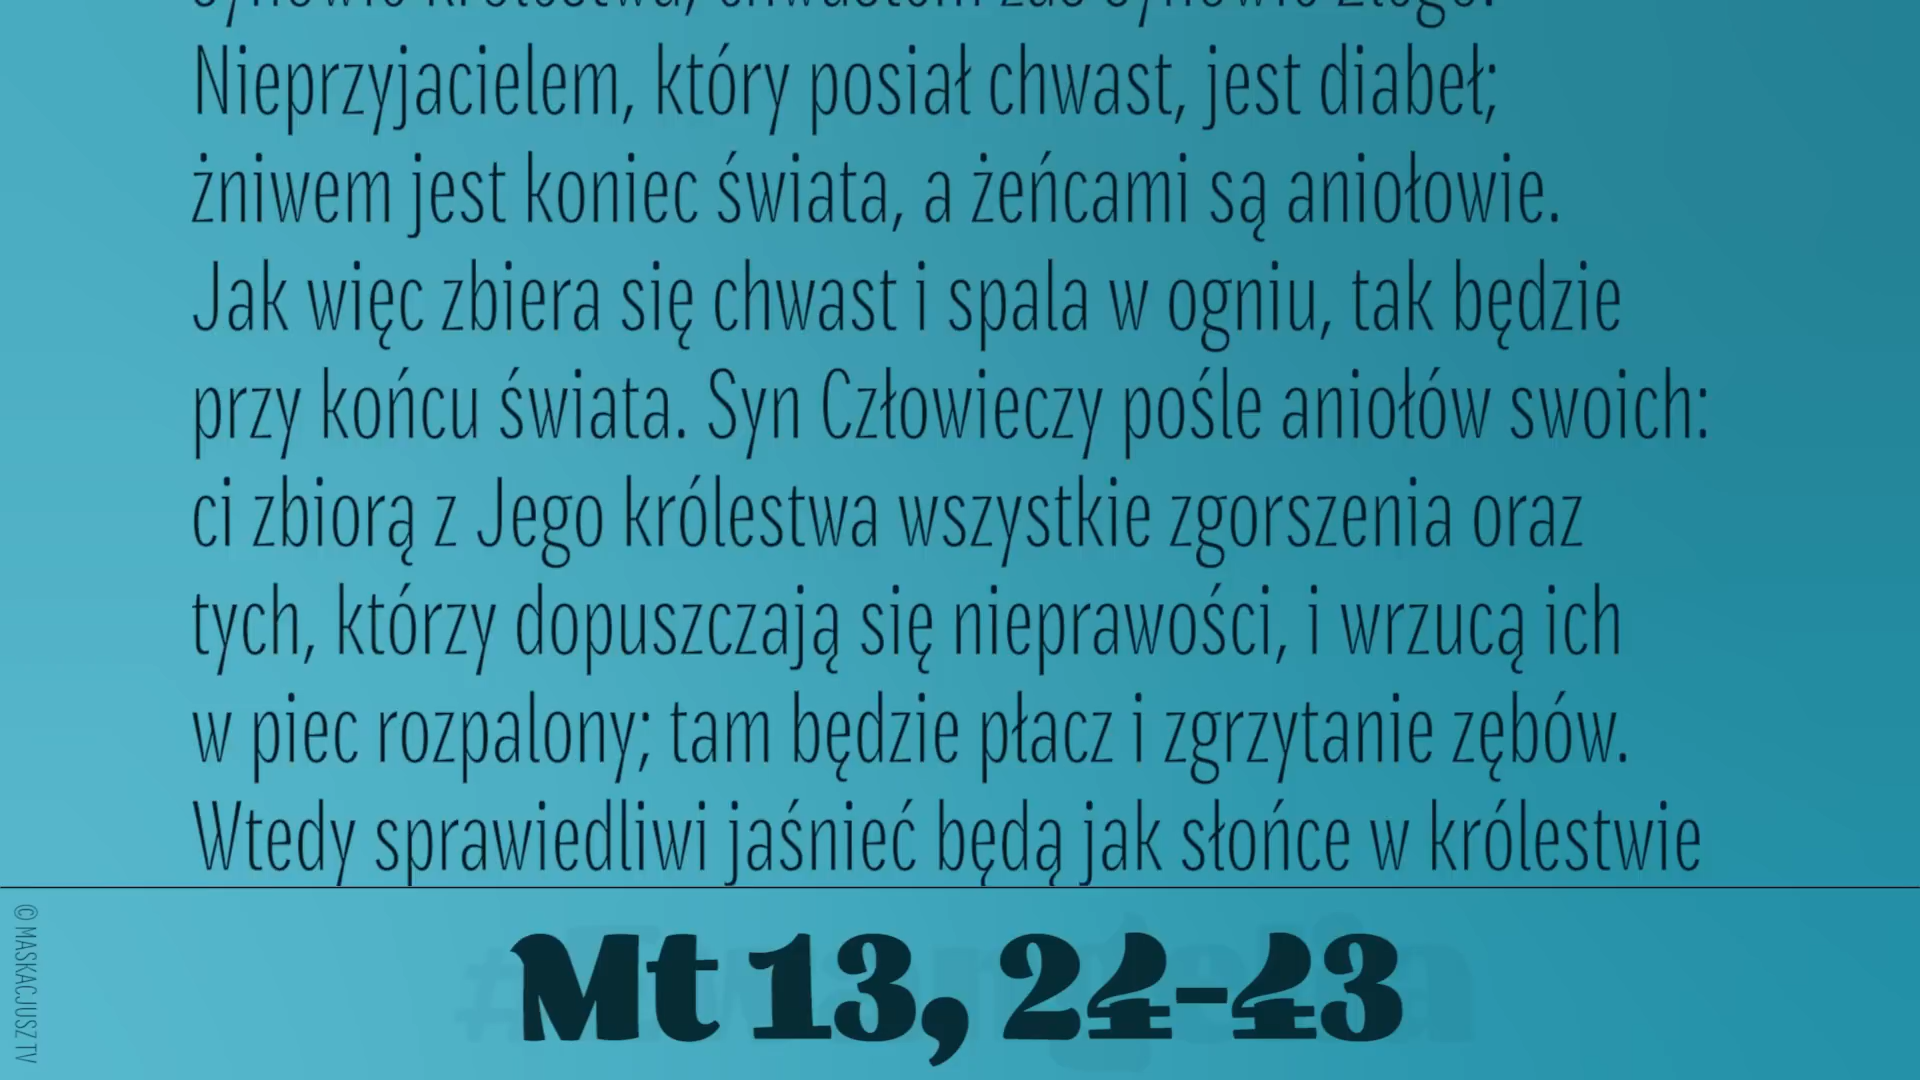 Nieprzyjacielem, który posiał chwast, jest diabeł;
żniwem jest koniec świata, a żeńcami są aniołowie.
Jak więc zbiera się chwast i spala w ogniu, tak będzie
przy końcu świata. Syn Człowieczy pośle aniołów swoich:
ci zbiorą z Jego królestwa wszystkie zgorszenia oraz
tych, którzy dopuszczają się nieprawości, i wrzucą ich
w piec rozpalony; tam będzie płacz i zgrzytanie zębów.
Wtedy sprawiedliwi jaśnieć będą jak słońce w królestwie
Mt 13, 24-43
© MASKACJUSZ TV